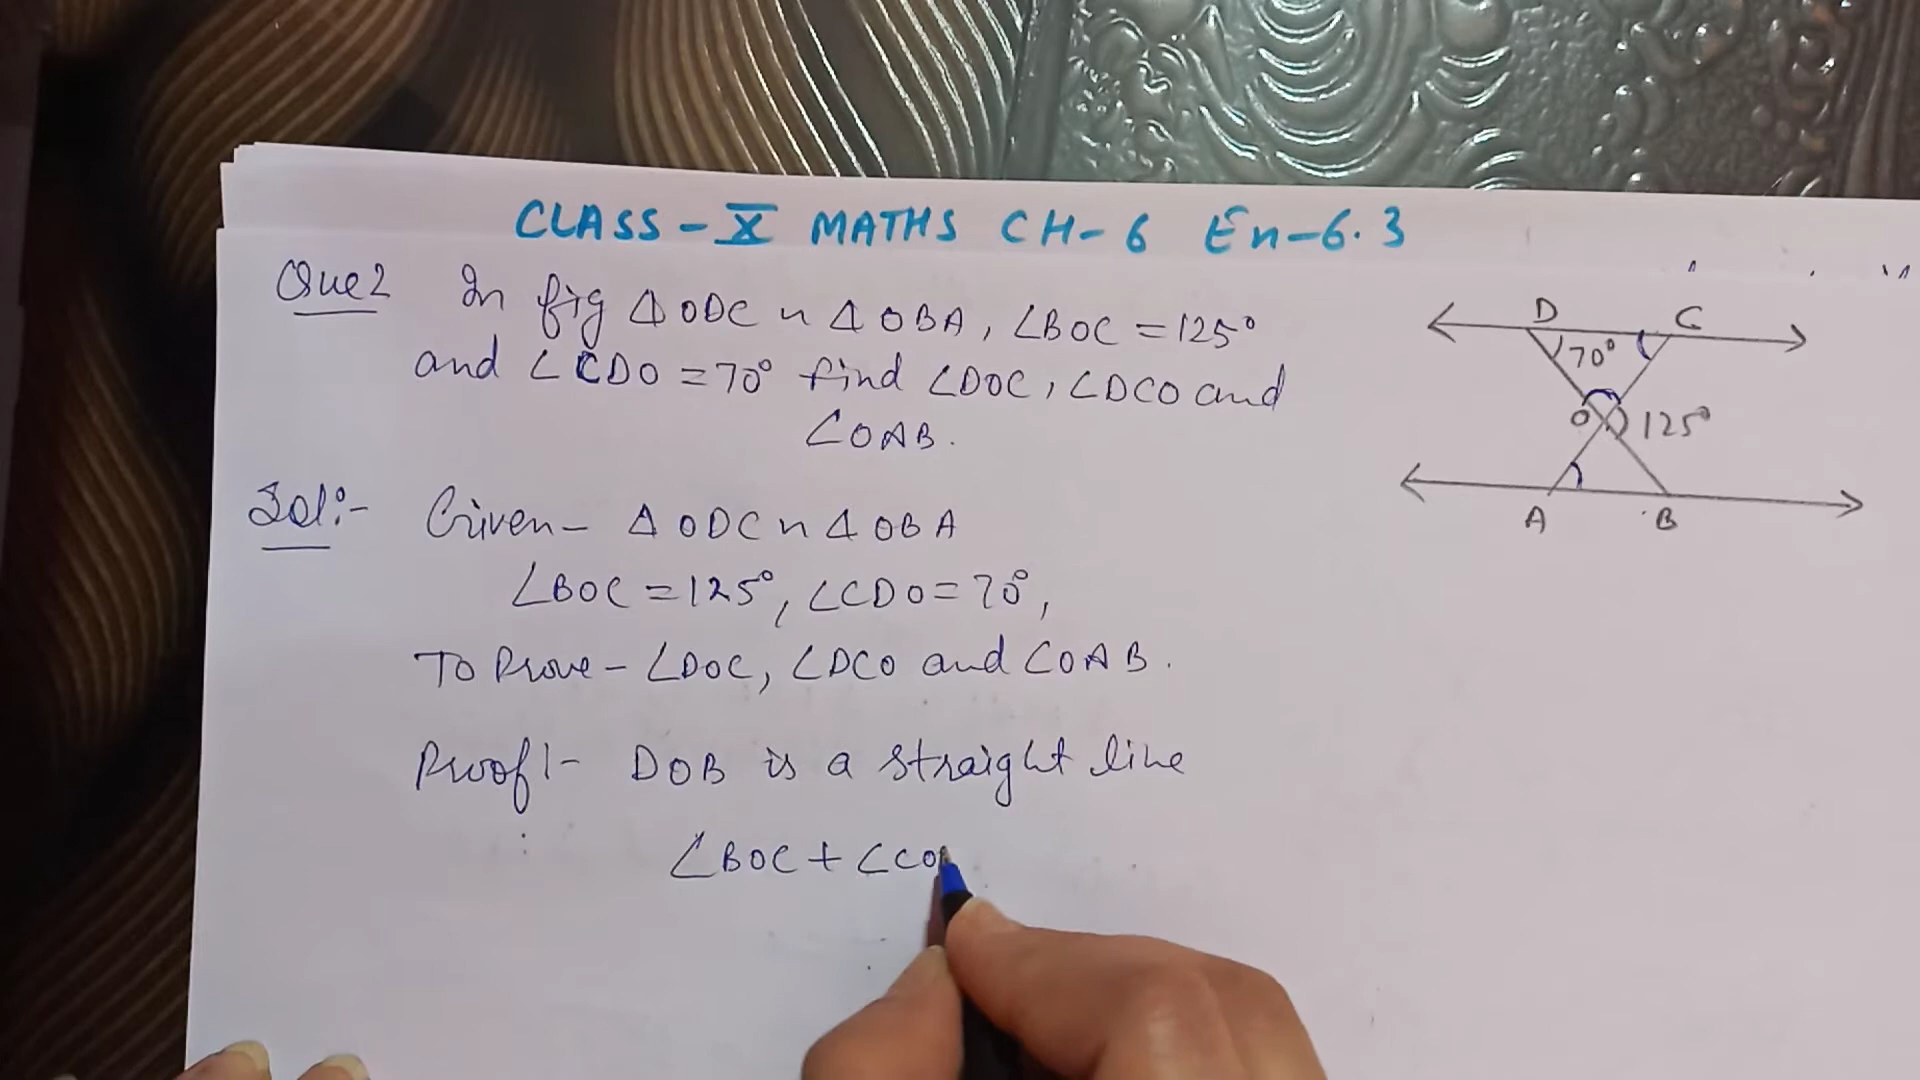 CLASS - X MATHS CH-6 Ex-6.3
Que2 In fig Δ ODC ~ Δ OBA, ∠BOC = 125°
and ∠CDO = 70° find ∠DOC, ∠DCO and
∠OAB.
Sol:- Given - Δ ODC ~ Δ OBA
∠BOC = 125°, ∠CDO = 70°,
To Prove - ∠DOC, ∠DCO and ∠OAB.
Proof:- DOB is a straight line
∠BOC + ∠CO
D C
70°
O 125°
A B